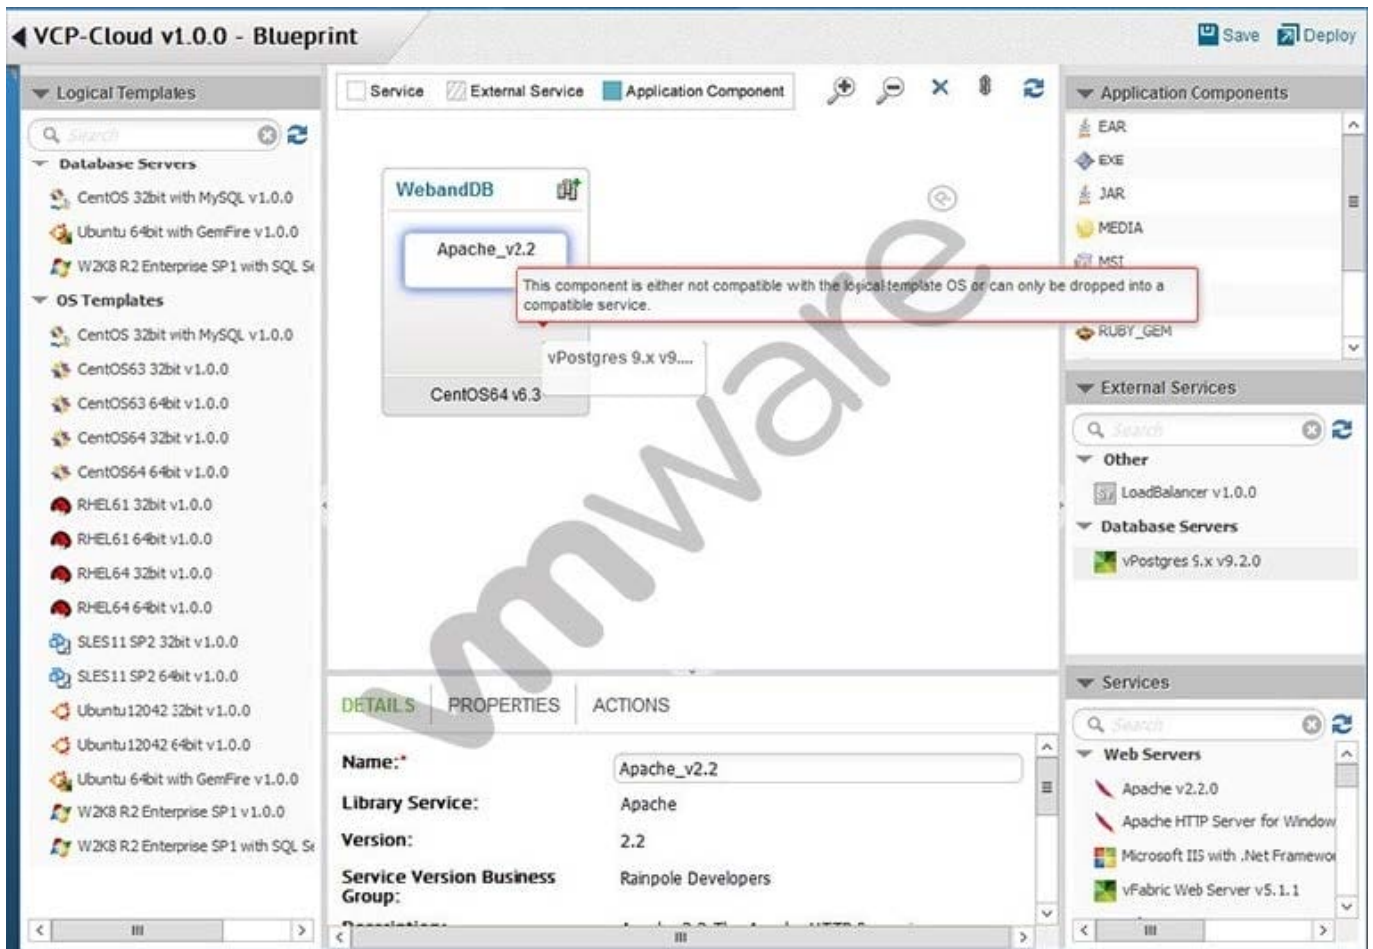 VCP-Cloud v1.0.0 - Blueprint
Save
Deploy
Logical Templates
Search
Database Servers
CentOS 32bit with MySQL v1.0.0
Ubuntu 64bit with GemFire v1.0.0
W2K8 R2 Enterprise SP1 with SQL Se
OS Templates
CentOS 32bit with MySQL v1.0.0
CentOS63 32bit v1.0.0
CentOS63 64bit v1.0.0
CentOS64 32bit v1.0.0
CentOS64 64bit v1.0.0
RHEL61 32bit v1.0.0
RHEL61 64bit v1.0.0
RHEL64 32bit v1.0.0
RHEL64 64bit v1.0.0
SLES11 SP2 32bit v1.0.0
SLES11 SP2 64bit v1.0.0
Ubuntu12042 32bit v1.0.0
Ubuntu12042 64bit v1.0.0
Ubuntu 64bit with GemFire v1.0.0
W2K8 R2 Enterprise SP1 v1.0.0
W2K8 R2 Enterprise SP1 with SQL Se
Service
External Service
Application Component
WebandDB
Apache_v2.2
This component is either not compatible with the logical template OS or can only be dropped into a
compatible service.
vPostgres 9.x v9....
CentOS64 v6.3
vmware®
DETAILS
PROPERTIES
ACTIONS
Name:*
Apache_v2.2
Library Service:
Apache
Version:
2.2
Service Version Business
Group:
Rainpole Developers
Application Components
EAR
EXE
JAR
MEDIA
MSI
RUBY_GEM
External Services
Search
Other
LoadBalancer v1.0.0
Database Servers
vPostgres 9.x v9.2.0
Services
Search
Web Servers
Apache v2.2.0
Apache HTTP Server for Window
Microsoft IIS with .Net Framewor
vFabric Web Server v5.1.1